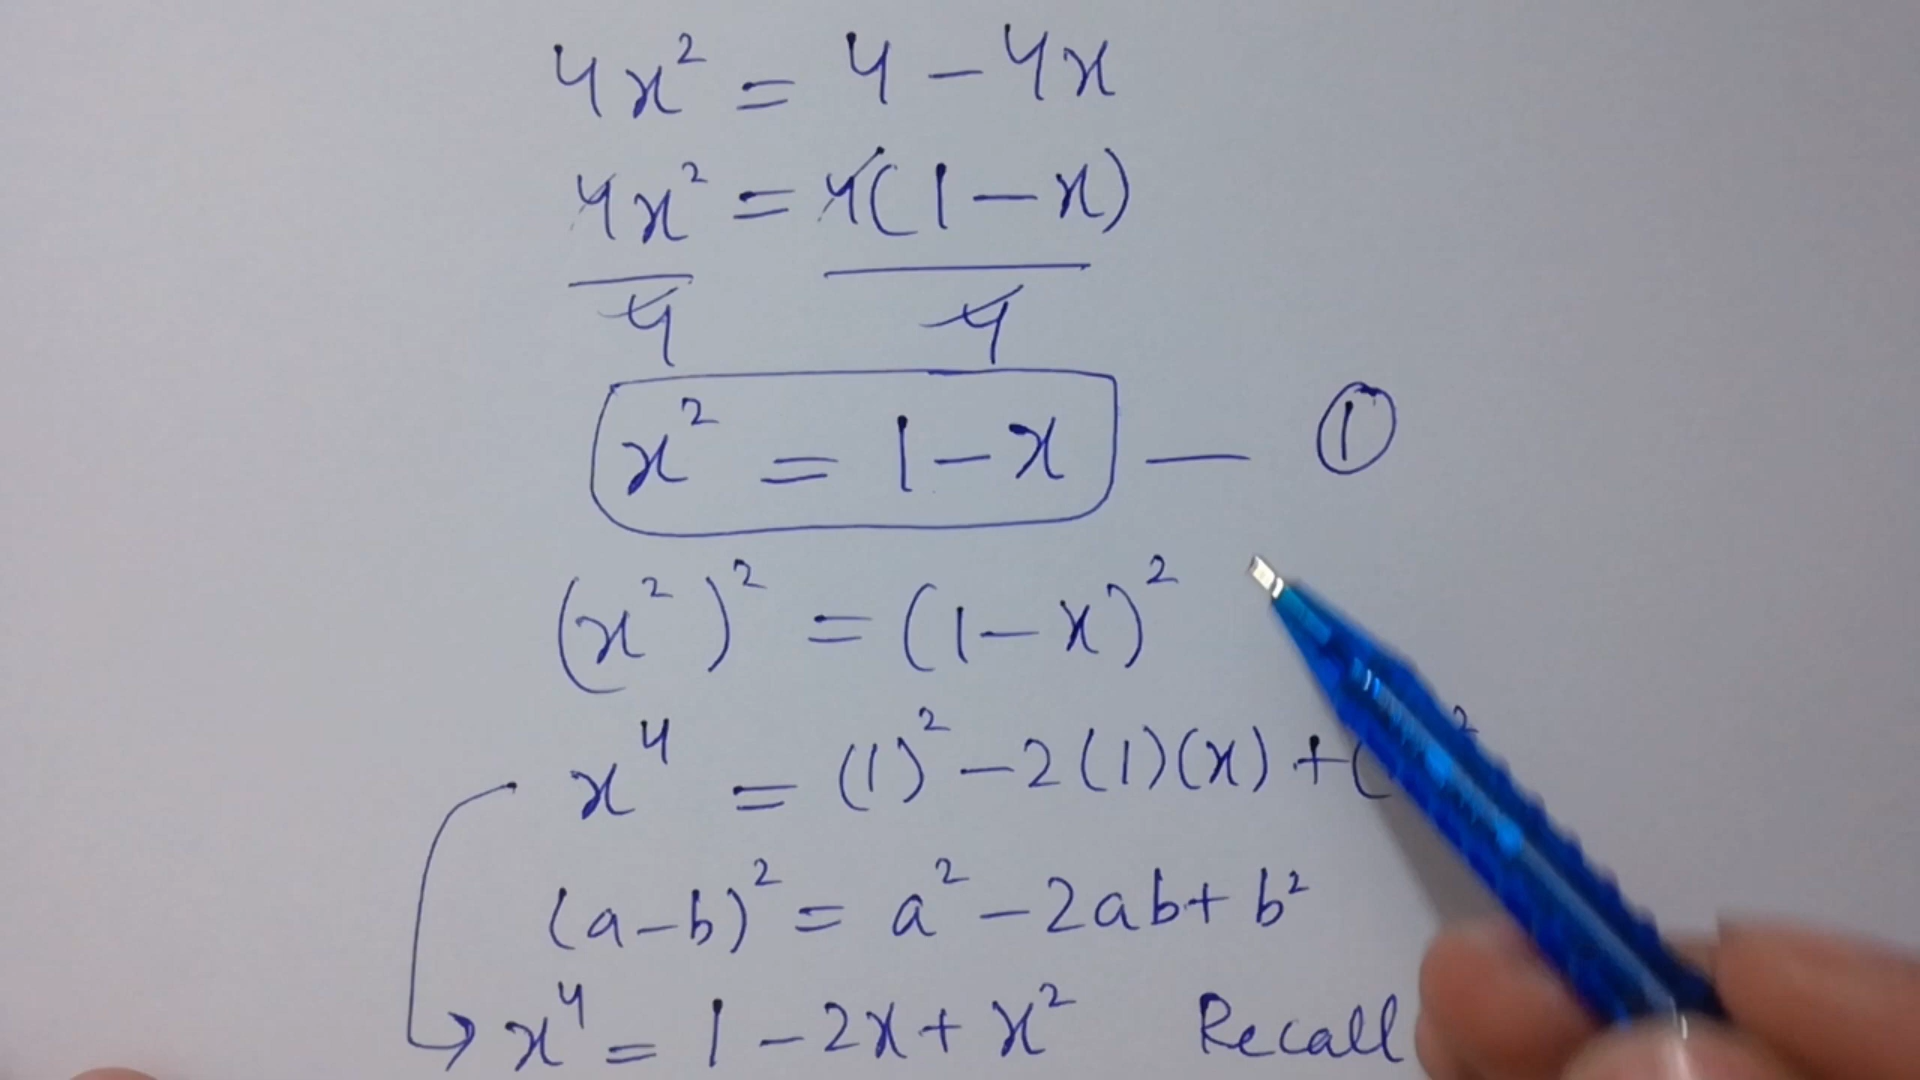 4x² = 4 - 4x
4x² = 4(1 - x)
4 4
x² = 1 - x — ①
(x²)² = (1 - x)²
x⁴ = (1)² - 2(1)(x) + ( ²
(a - b)² = a² - 2ab + b²
x⁴ = 1 - 2x + x² Recall